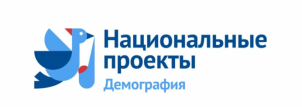 Национальные
проекты
Демография